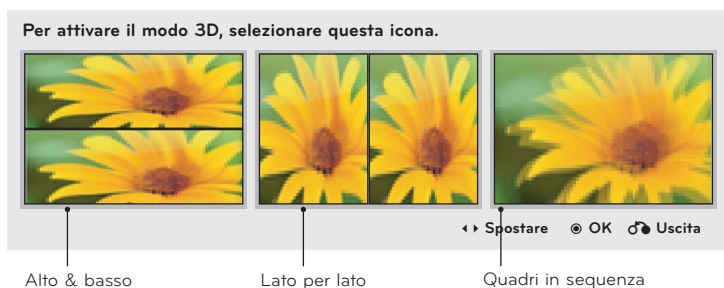 Per attivare il modo 3D, selezionare questa icona.
Spostare OK Uscita
Alto & basso Lato per lato Quadri in sequenza